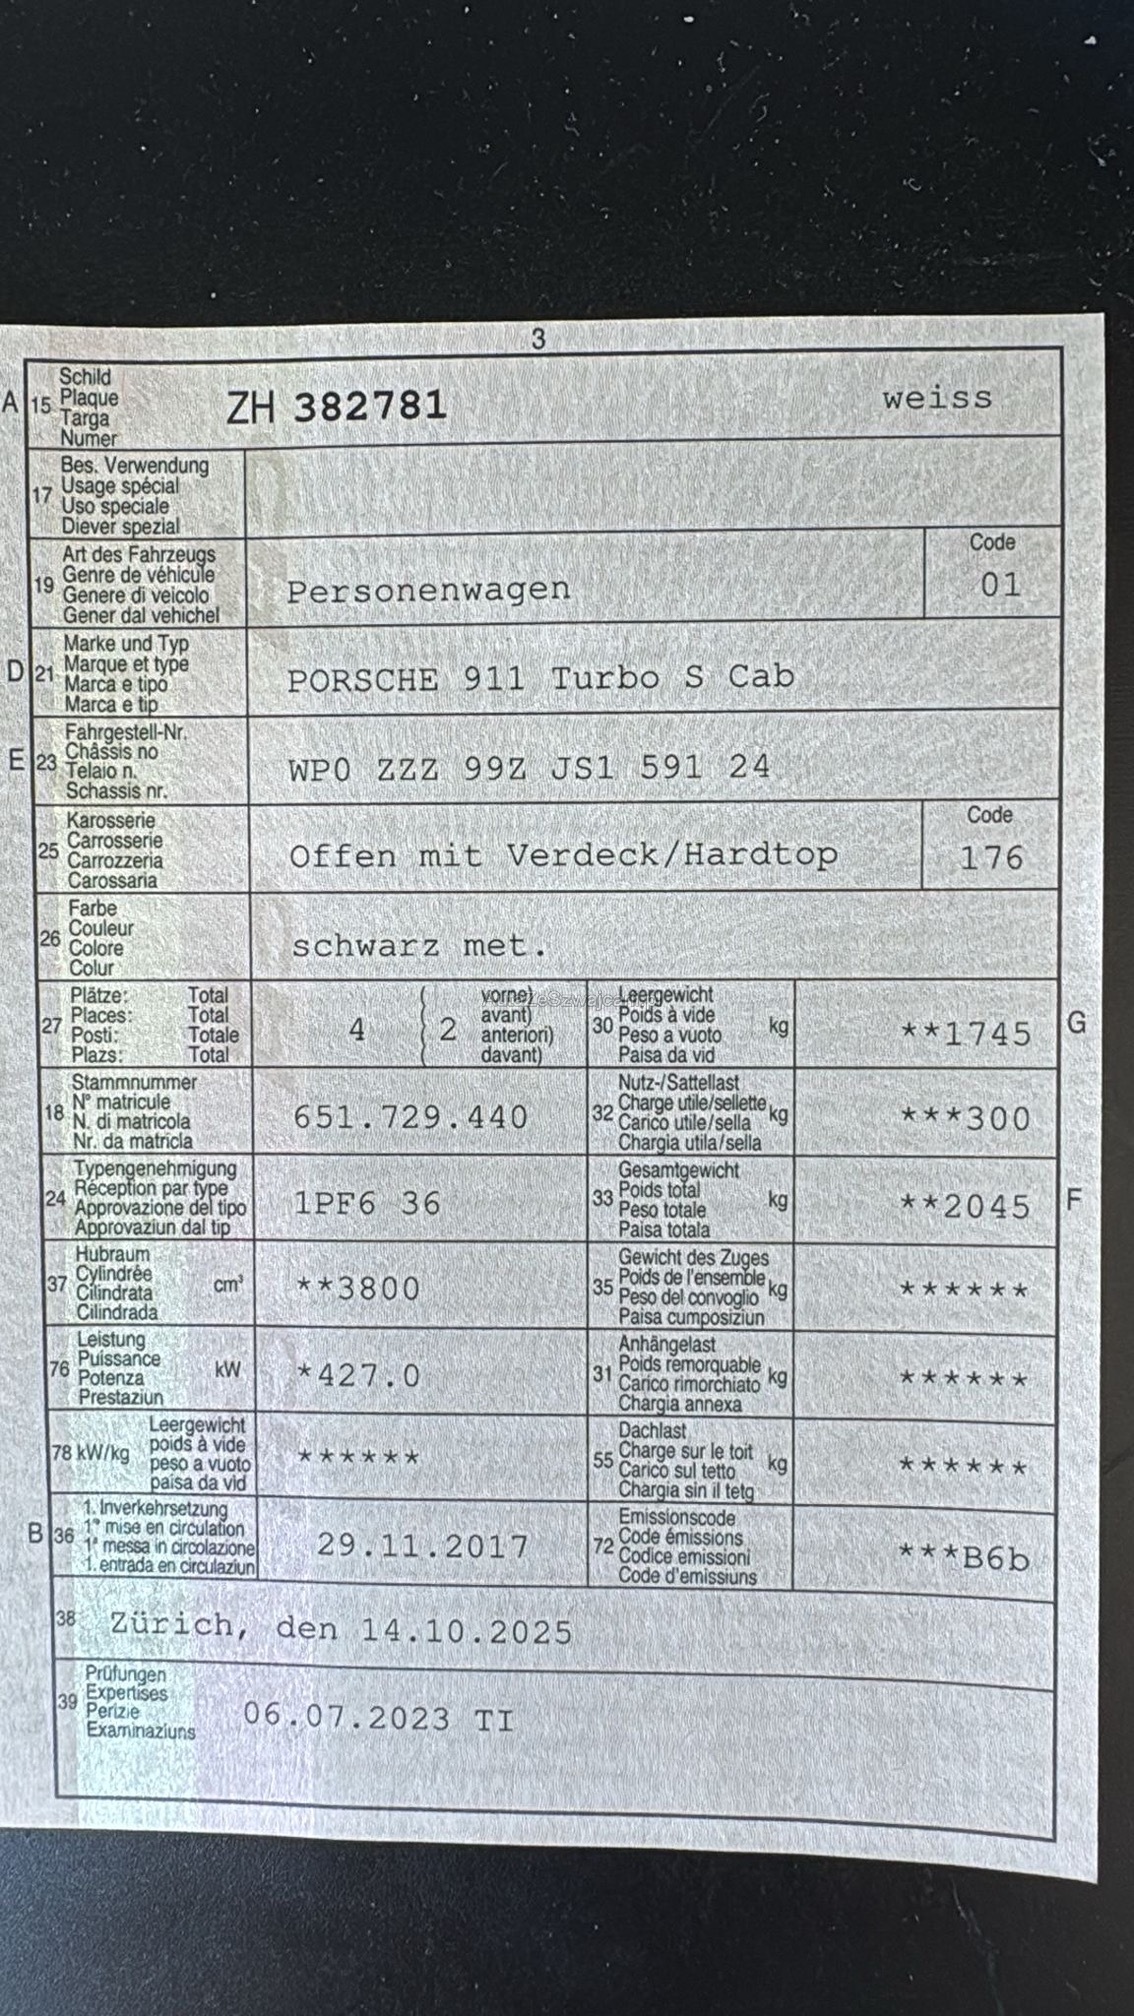 3
A 15 Schild
Plaque
Targa
Numer
ZH 382781 weiss
17 Bes. Verwendung
Usage spécial
Uso speciale
Diever spezial
19 Art des Fahrzeugs
Genre de véhicule
Genere di veicolo
Gener dal vehichel
Personenwagen
Code
01
D 21 Marke und Typ
Marque et type
Marca e tipo
Marca e tip
PORSCHE 911 Turbo S Cab
E 23 Fahrgestell-Nr.
Châssis no
Telaio n.
Schassis nr.
WP0 ZZZ 99Z JS1 591 24
25 Karosserie
Carrosserie
Carrozzeria
Carossaria
Offen mit Verdeck/Hardtop
Code
176
26 Farbe
Couleur
Colore
Colur
schwarz met.
27 Plätze: Total
Places: Total
Posti: Totale
Plazs: Total
4 ( 2 vorne)
avant)
anteriori)
davant)
30 Leergewicht
Poids à vide
Peso a vuoto
Paisa da vid
kg **1745 G
18 Stammnummer
N° matricule
N. di matricola
Nr. da matricla
651.729.440
32 Nutz-/Sattellast
Charge utile/sellette
Carico utile/sella
Chargia utila/sella
kg ***300
24 Typengenehmigung
Réception par type
Approvazione del tipo
Approvaziun dal tip
1PF6 36
33 Gesamtgewicht
Poids total
Peso totale
Paisa totala
kg **2045 F
37 Hubraum
Cylindrée
Cilindrata
Cilindrada
cm³ **3800
35 Gewicht des Zuges
Poids de l'ensemble
Peso del convoglio
Paisa cumposiziun
kg ******
76 Leistung
Puissance
Potenza
Prestaziun
kW *427.0
31 Anhängelast
Poids remorquable
Carico rimorchiato
Chargia annexa
kg ******
78 kW/kg Leergewicht
poids à vide
peso a vuoto
paisa da vid
******
55 Dachlast
Charge sur le toit
Carico sul tetto
Chargia sin il tetg
kg ******
B 36 1. Inverkehrsetzung
1re mise en circulation
1a messa in circolazione
1. entrada en circulaziun
29.11.2017
72 Emissionscode
Code émissions
Codice emissioni
Code d'emissiuns
***B6b
38 Zürich, den 14.10.2025
39 Prüfungen
Expertises
Perizie
Examinaziuns
06.07.2023 TI